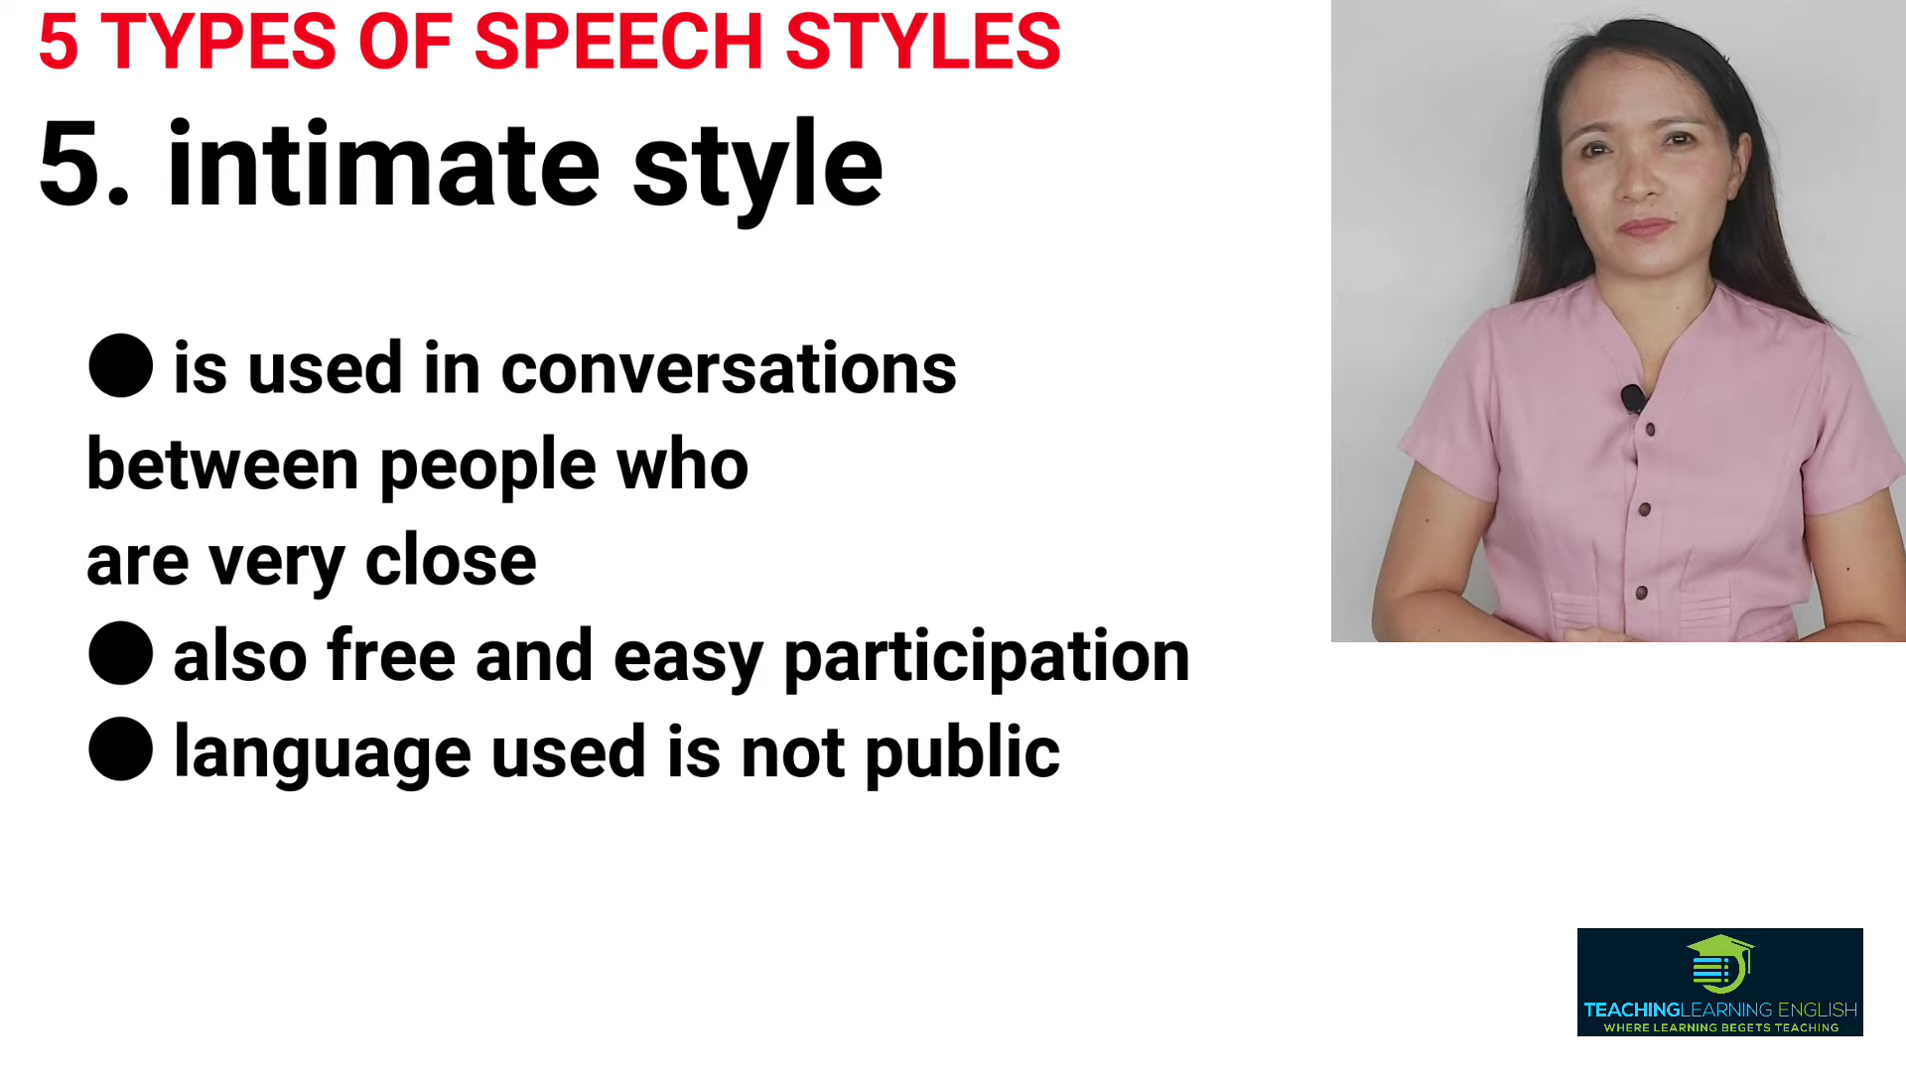 5 TYPES OF SPEECH STYLES
5. intimate style
● is used in conversations
between people who
are very close
● also free and easy participation
● language used is not public
TEACHINGLEARNING ENGLISH
WHERE LEARNING BEGETS TEACHING